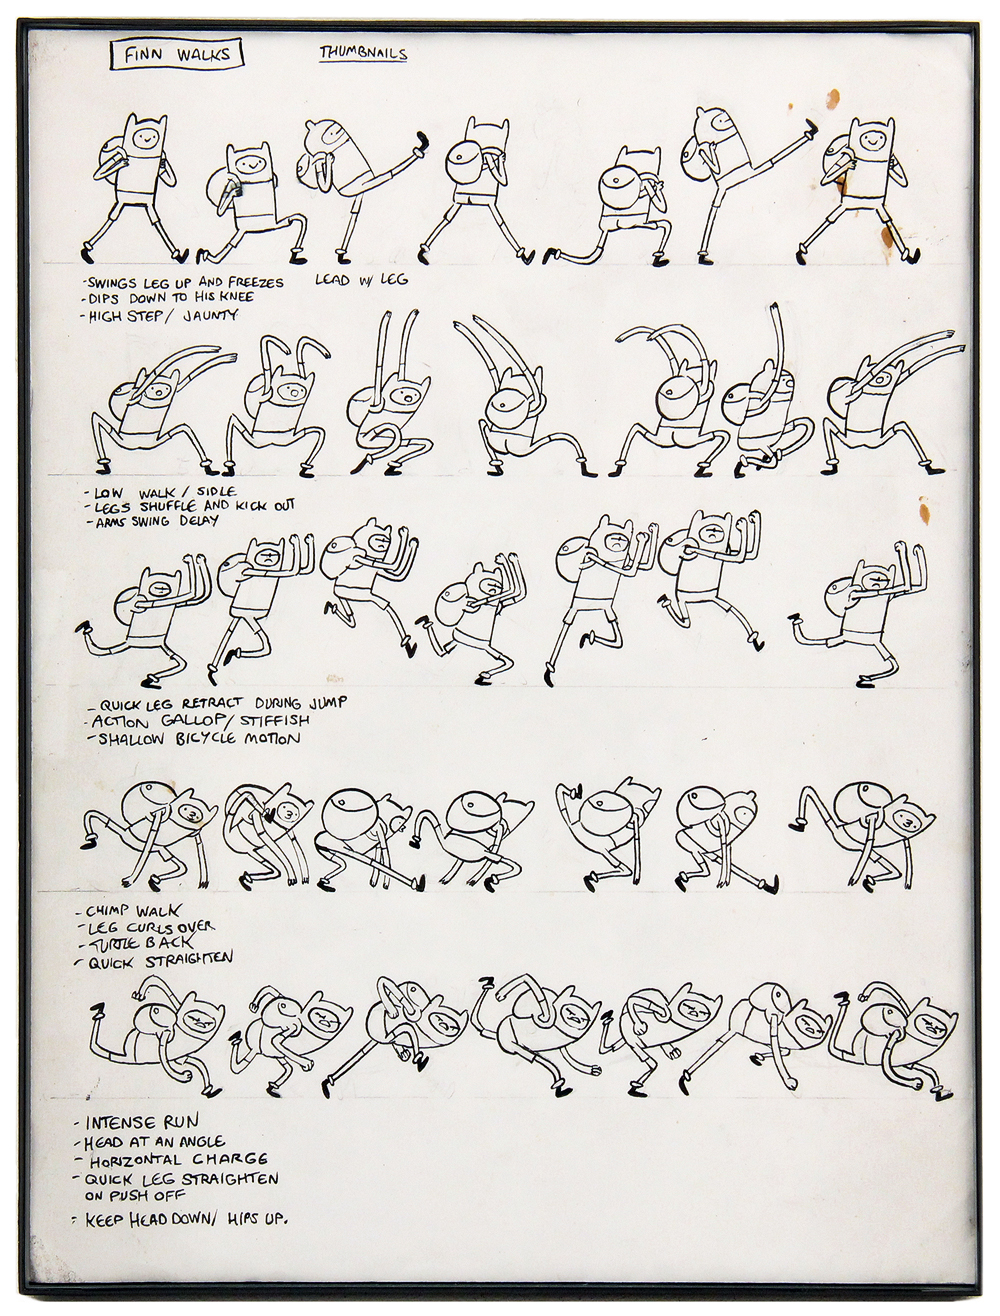 FINN WALKS
THUMBNAILS
-SWINGS LEG UP AND FREEZES
LEAD W/ LEG
-DIPS DOWN TO HIS KNEE
-HIGH STEP/ JAUNTY
-LOW WALK / SIDLE
-LEGS SHUFFLE AND KICK OUT
-ARMS SWING DELAY
-QUICK LEG RETRACT DURING JUMP
-ACTION GALLOP/ STIFFISH
-SHALLOW BICYCLE MOTION
-CHIMP WALK
-LEG CURLS OVER
-TURTLE BACK
-QUICK STRAIGHTEN
-INTENSE RUN
-HEAD AT AN ANGLE
-HORIZONTAL CHARGE
-QUICK LEG STRAIGHTEN
ON PUSH OFF
-KEEP HEAD DOWN/ HIPS UP.